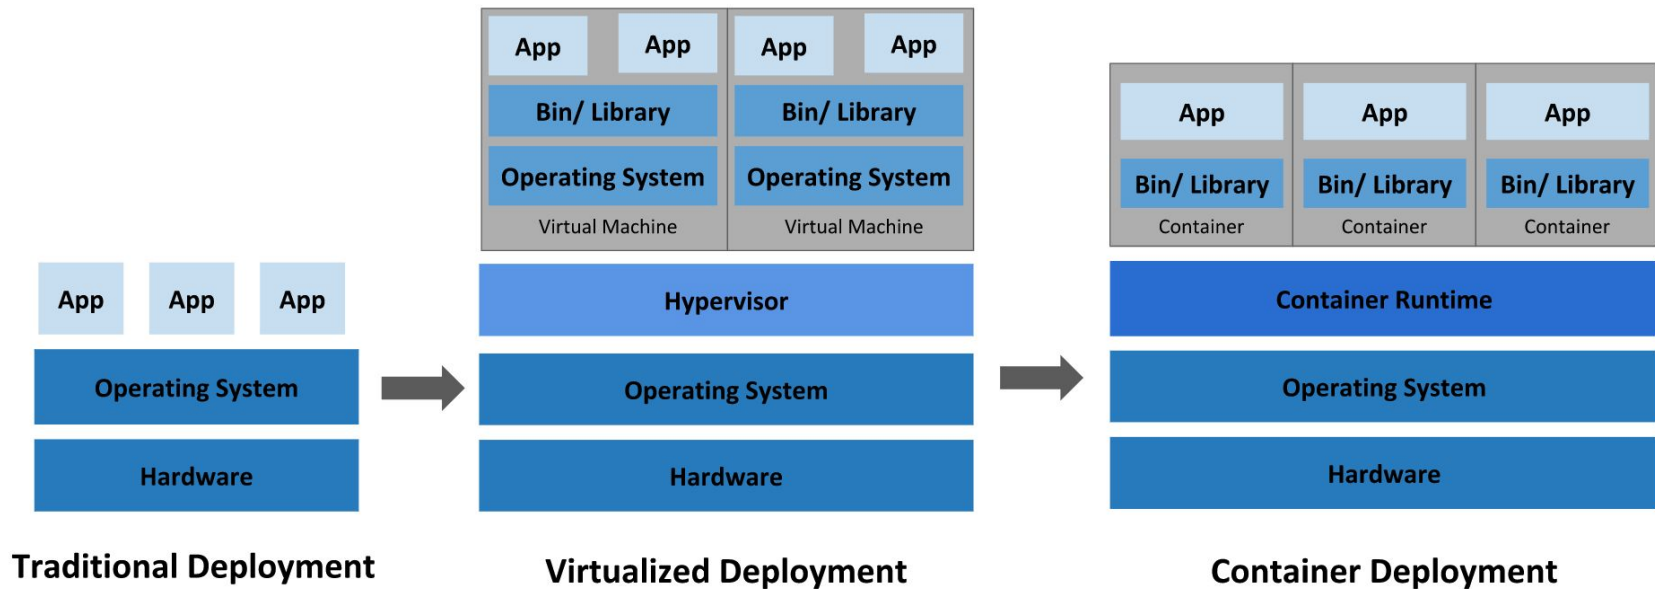 App App App
Operating System
Hardware
Traditional Deployment
App App App App
Bin/ Library Bin/ Library
Operating System Operating System
Virtual Machine Virtual Machine
Hypervisor
Operating System
Hardware
Virtualized Deployment
App App App
Bin/ Library Bin/ Library Bin/ Library
Container Container Container
Container Runtime
Operating System
Hardware
Container Deployment